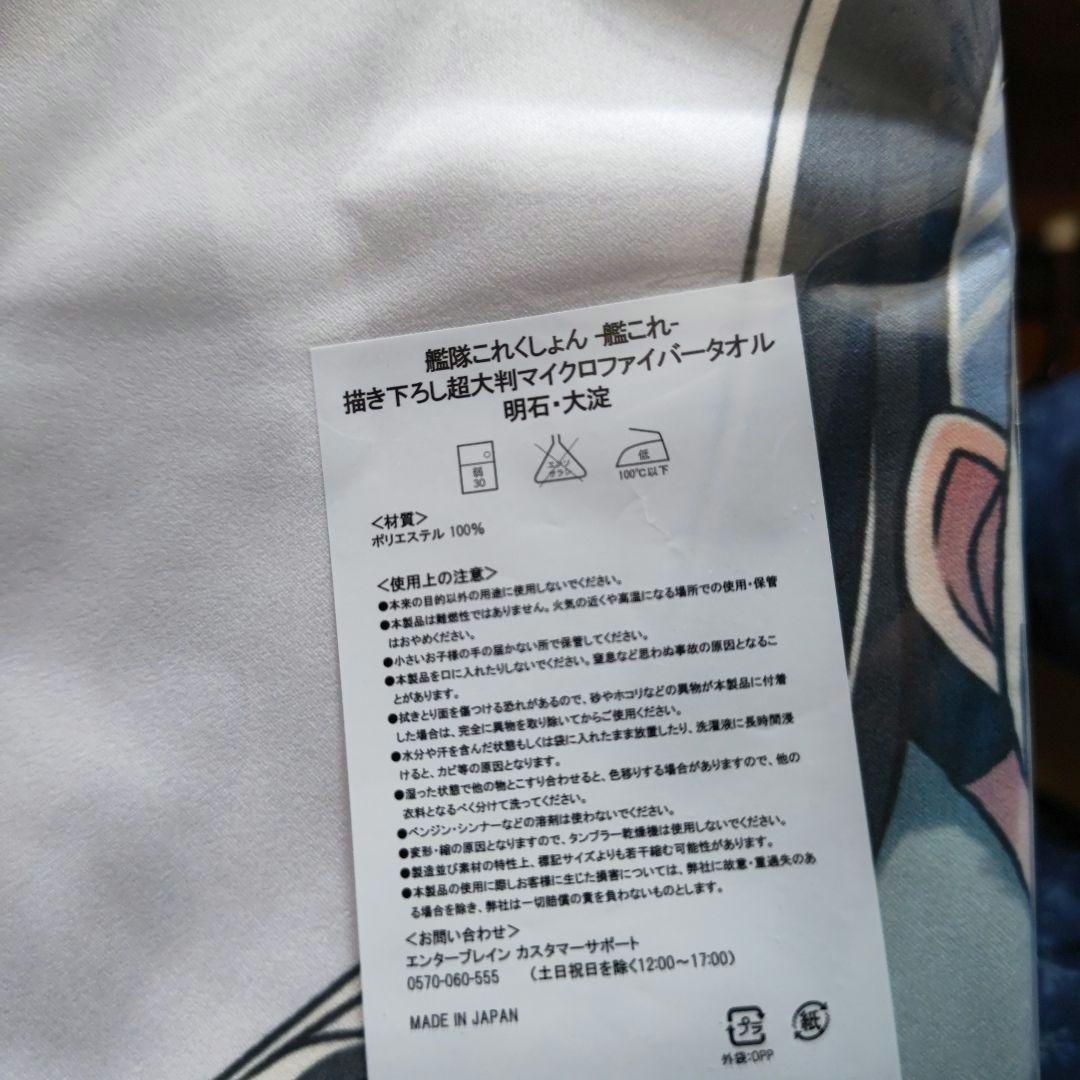 艦隊これくしょん -艦これ-
描き下ろし超大判マイクロファイバータオル
明石・大淀
弱
30
エンソ
サラシ
低
100℃以下
＜材質＞
ポリエステル 100％
＜使用上の注意＞
●本来の目的以外の用途に使用しないでください。
●本製品は難燃性ではありません。火気の近くや高温になる場所での使用・保管
はおやめください。
●小さいお子様の手の届かない所で保管してください。
●本製品を口に入れたりしないでください。窒息など思わぬ事故の原因となるこ
とがあります。
●拭きとり面を傷つける恐れがあるので、砂やホコリなどの異物が本製品に付着
した場合は、完全に異物を取り除いてからご使用ください。
●水分や汗を含んだ状態もしくは袋に入れたまま放置したり、洗濯液に長時間浸
けると、カビ等の原因となります。
●湿った状態で他の物とこすり合わせると、色移りする場合がありますので、他の
衣料となるべく分けて洗ってください。
●ベンジン・シンナーなどの溶剤は使わないでください。
●変形・縮の原因となりますので、タンブラー乾燥機は使用しないでください。
●製造並び素材の特性上、標記サイズよりも若干縮む可能性があります。
●本製品の使用に際しお客様に生じた損害については、弊社に故意・重過失のあ
る場合を除き、弊社は一切賠償の責を負わないものとします。
＜お問い合わせ＞
エンターブレイン カスタマーサポート
0570-060-555 （土日祝日を除く12:00～17:00）
MADE IN JAPAN
プラ
紙
外袋:OPP